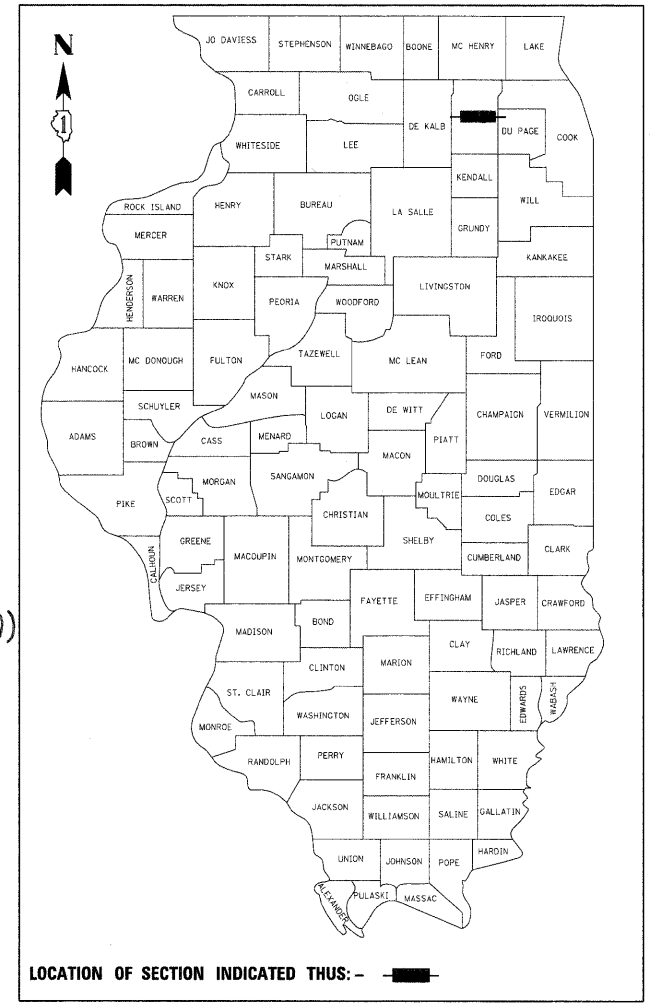 JO DAVIESS STEPHENSON WINNEBAGO BOONE MC HENRY LAKE
N
CARROLL OGLE
1
DE KALB DU PAGE COOK
WHITESIDE LEE
KENDALL
ROCK ISLAND HENRY BUREAU LA SALLE WILL
MERCER GRUNDY
PUTNAM
STARK KANKAKEE
MARSHALL
HENDERSON WARREN KNOX PEORIA WOODFORD LIVINGSTON
IROQUOIS
HANCOCK MC DONOUGH FULTON TAZEWELL MC LEAN FORD
MASON
SCHUYLER LOGAN DE WITT CHAMPAIGN VERMILION
ADAMS BROWN CASS MENARD PIATT
MACON
MORGAN SANGAMON DOUGLAS
PIKE SCOTT MOULTRIE EDGAR
CHRISTIAN COLES
GREENE SHELBY
CALHOUN MACOUPIN MONTGOMERY CUMBERLAND CLARK
JERSEY
FAYETTE EFFINGHAM JASPER CRAWFORD
MADISON BOND
CLAY RICHLAND LAWRENCE
CLINTON MARION
ST. CLAIR WAYNE EDWARDS WABASH
WASHINGTON JEFFERSON
MONROE
RANDOLPH PERRY HAMILTON WHITE
FRANKLIN
JACKSON WILLIAMSON SALINE GALLATIN
HARDIN
UNION JOHNSON POPE
ALEXANDER PULASKI MASSAC
LOCATION OF SECTION INDICATED THUS: –